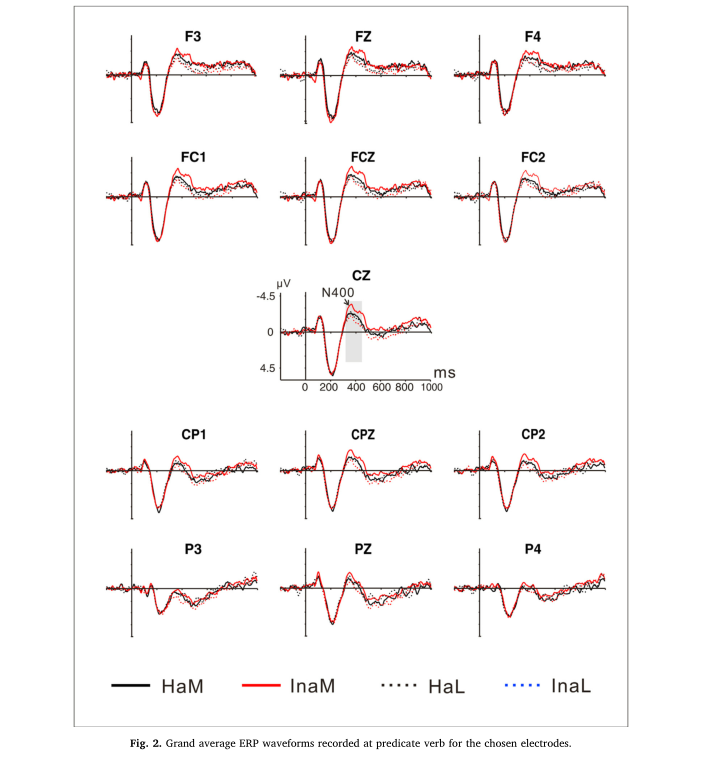 F3 FZ F4
FC1 FCZ FC2
CZ
µV
N400
-4.5
0
4.5
ms
0 200 400 600 800 1000
CP1 CPZ CP2
P3 PZ P4
HaM InaM HaL InaL
Fig. 2. Grand average ERP waveforms recorded at predicate verb for the chosen electrodes.